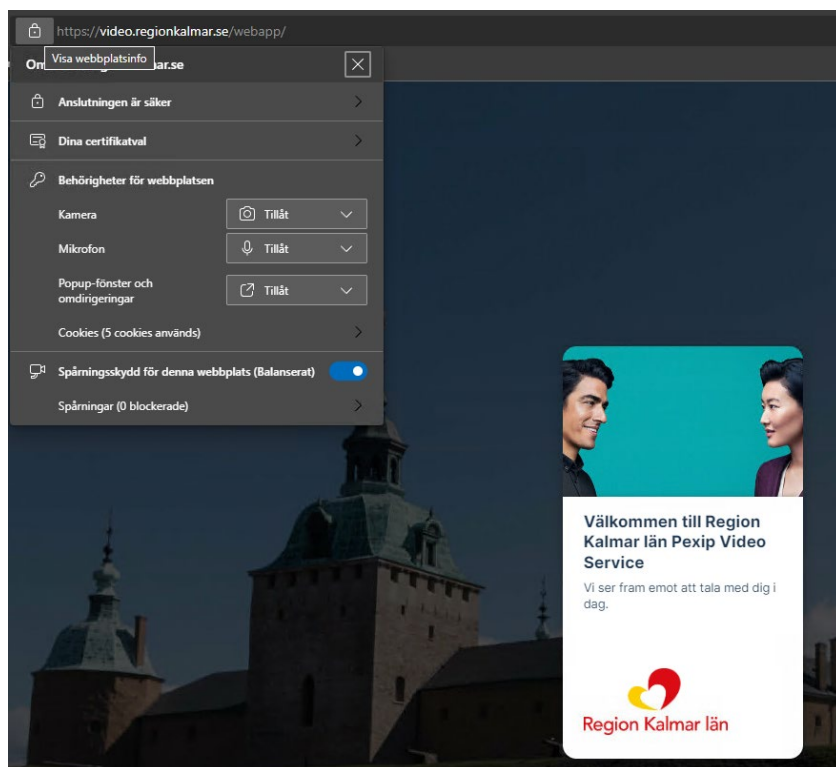 https://video.regionkalmar.se/webapp/
Visa webbplatsinfo
Om
ar.se
Anslutningen är säker
Dina certifikatval
Behörigheter för webbplatsen
Kamera
Tillåt
Mikrofon
Tillåt
Popup-fönster och
omdirigeringar
Tillåt
Cookies (5 cookies används)
Spårningsskydd för denna webbplats (Balanserat)
Spårningar (0 blockerade)
Välkommen till Region
Kalmar län Pexip Video
Service
Vi ser fram emot att tala med dig i
dag.
Region Kalmar län